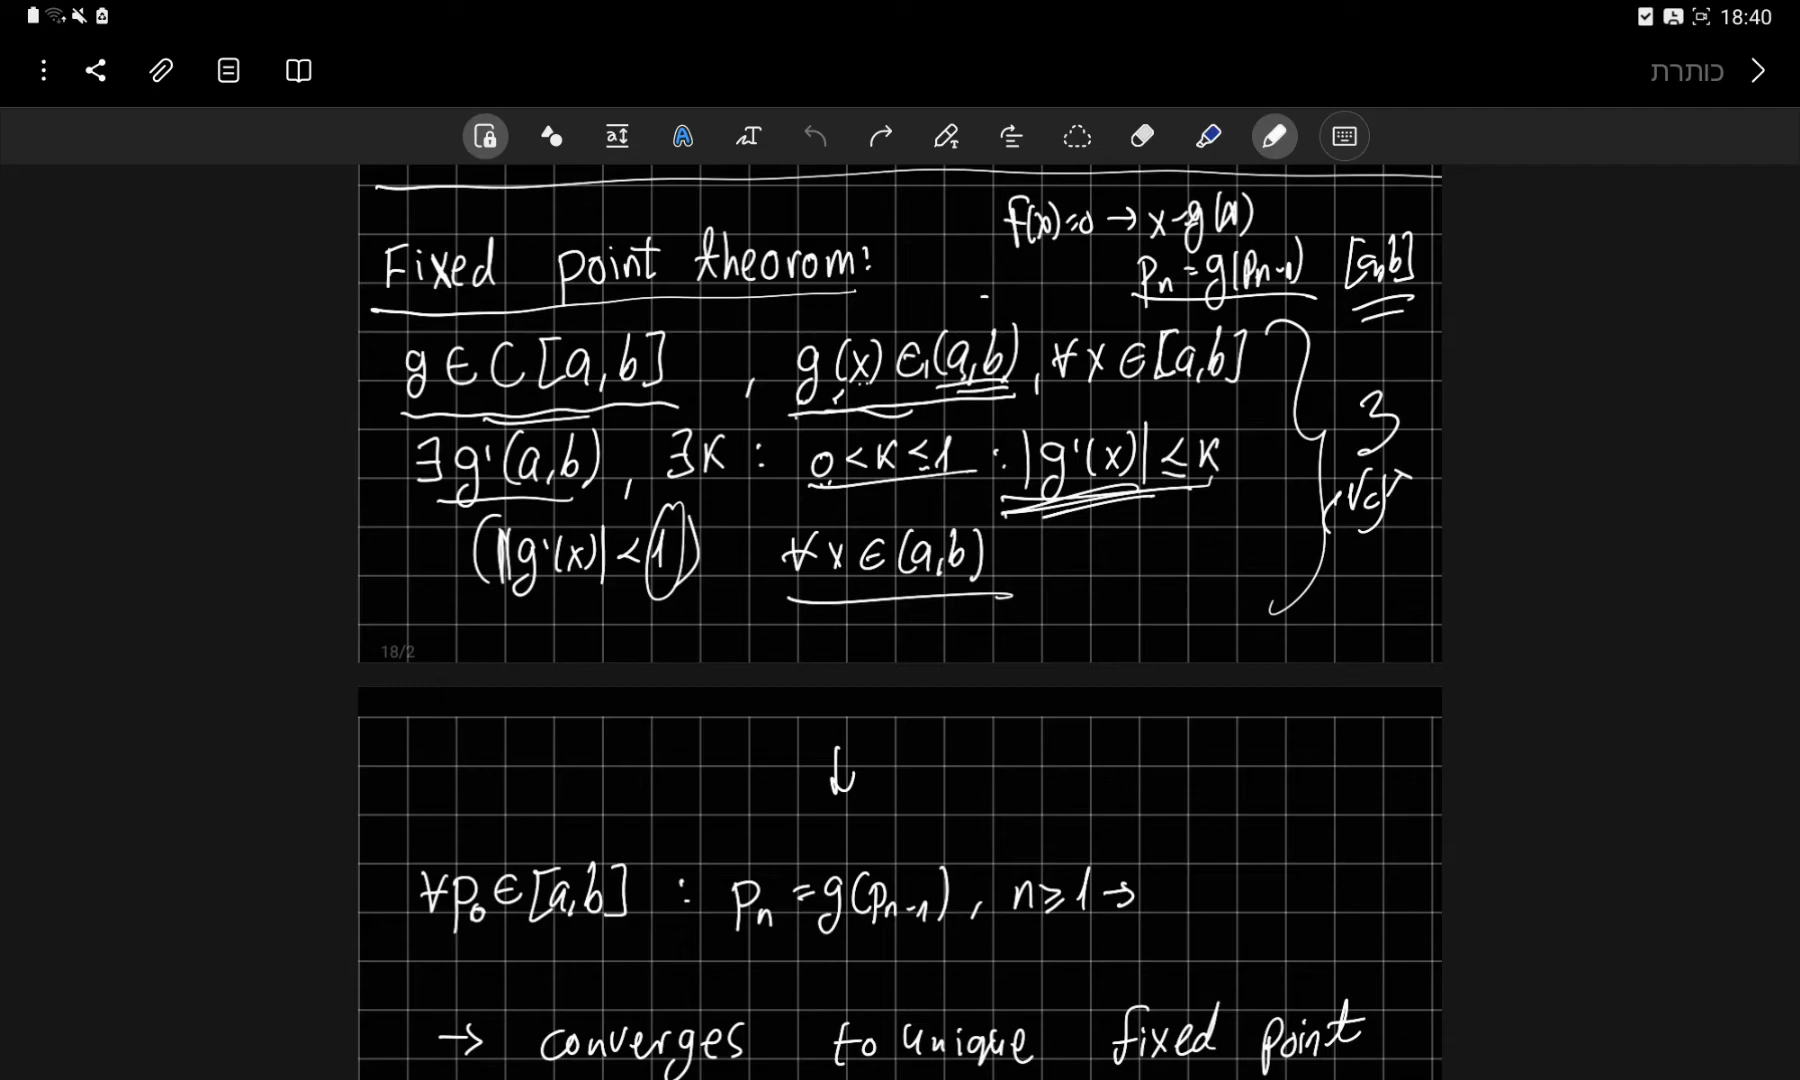 18:40
כותרת
f(x)=0 → x=g(x)
Fixed point theorom:
pn = g(pn-1) [a,b]
g ∈ C[a,b] , g(x) ∈ (a,b), ∀x ∈ [a,b]
∃g'(a,b), ∃K : 0<K≤1 : |g'(x)| ≤ K
3
(|g'(x)| < 1) ∀x ∈ (a,b)
18/2
↓
∀p0 ∈ [a,b] : pn = g(pn-1), n≥1 →
→ converges to unique fixed point